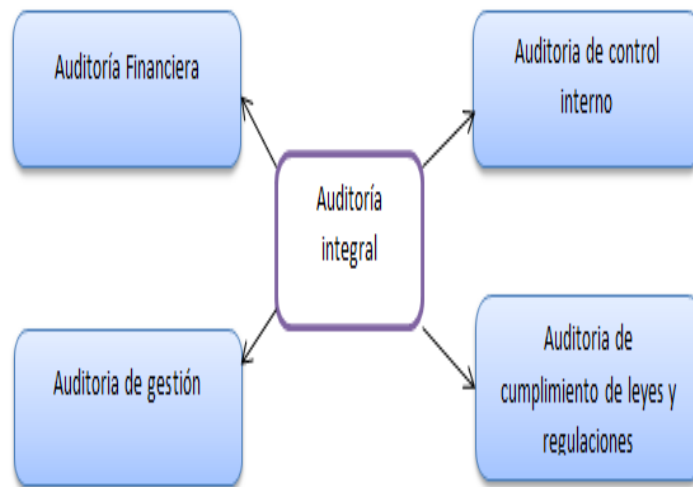 Auditoría Financiera
Auditoria de control
interno
Auditoría
integral
Auditoria de gestión
Auditoria de
cumplimiento de leyes y
regulaciones